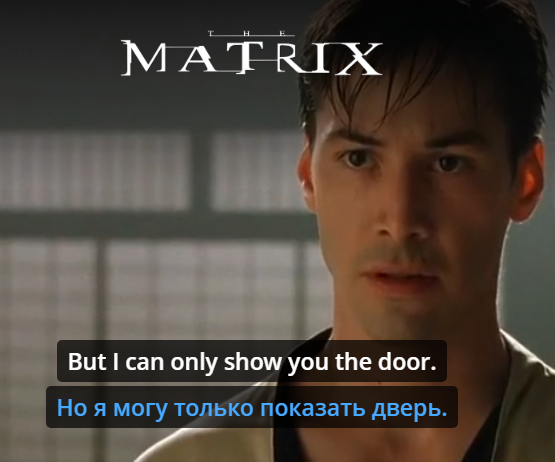 THE
MATRIX
But I can only show you the door.
Но я могу только показать дверь.